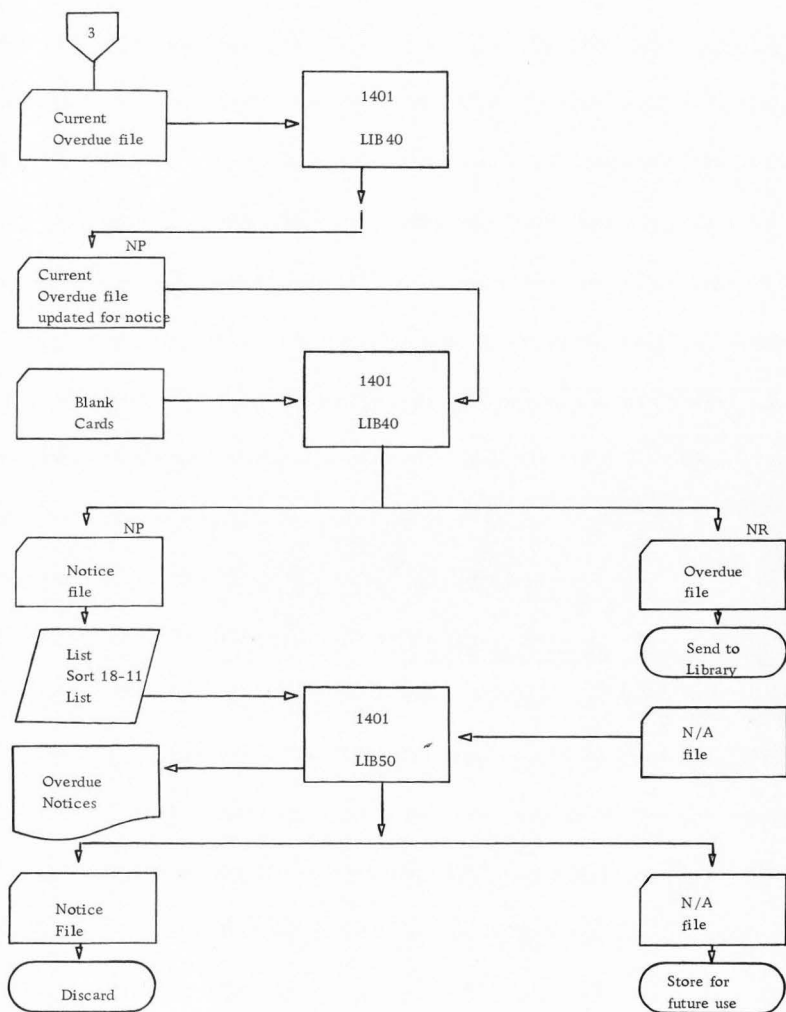 3
Current
Overdue file
1401
LIB40
NP
Current
Overdue file
updated for notice
Blank
Cards
1401
LIB40
NP
Notice
file
NR
Overdue
file
List
Sort 18-11
List
Send to
Library
1401
LIB50
N/A
file
Overdue
Notices
Notice
File
N/A
file
Discard
Store for
future use